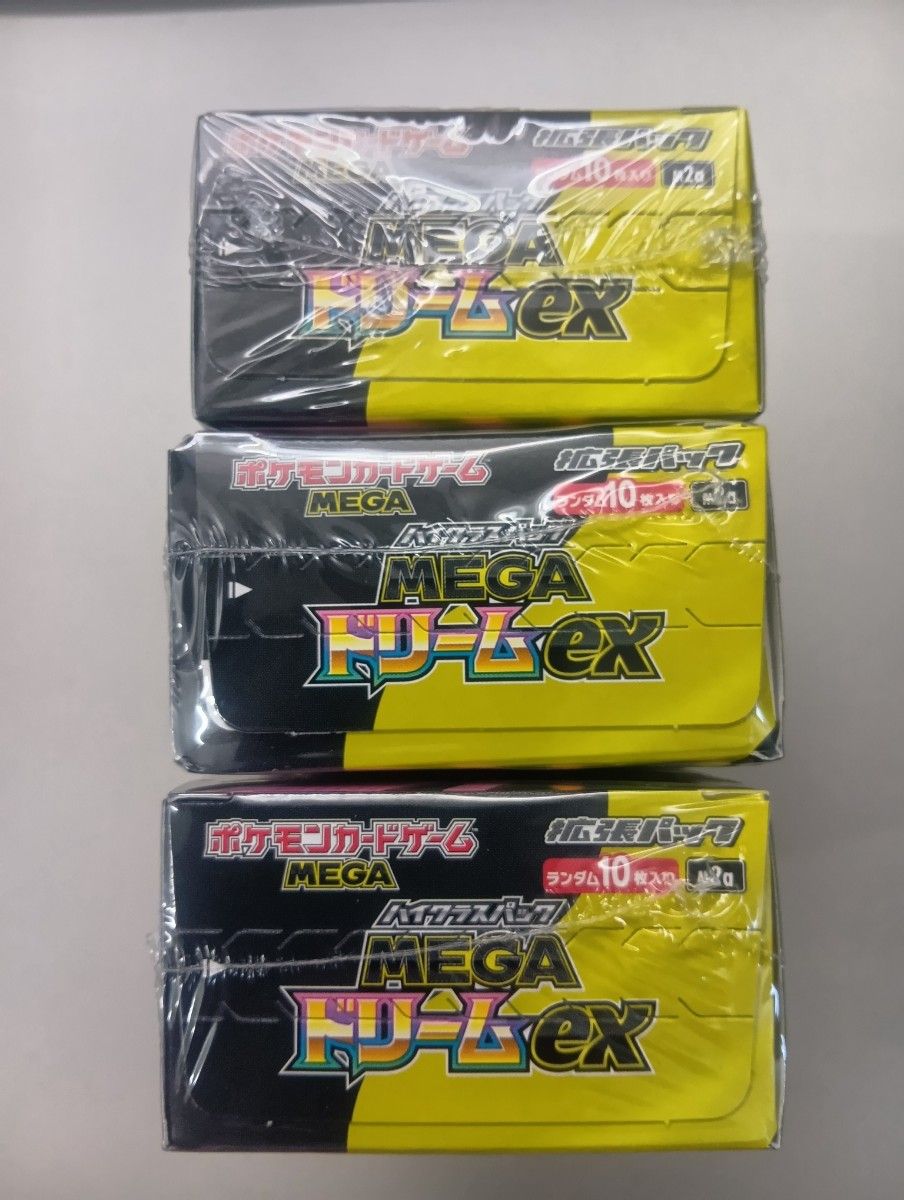 ポケモンカードゲーム
MEGA
拡張パック
ランダム10枚入り
ハイクラスパック
MEGA
ドリームex
ポケモンカードゲーム
MEGA
拡張パック
ランダム10枚入り
ハイクラスパック
MEGA
ドリームex
ポケモンカードゲーム
MEGA
拡張パック
ランダム10枚入り
ハイクラスパック
MEGA
ドリームex